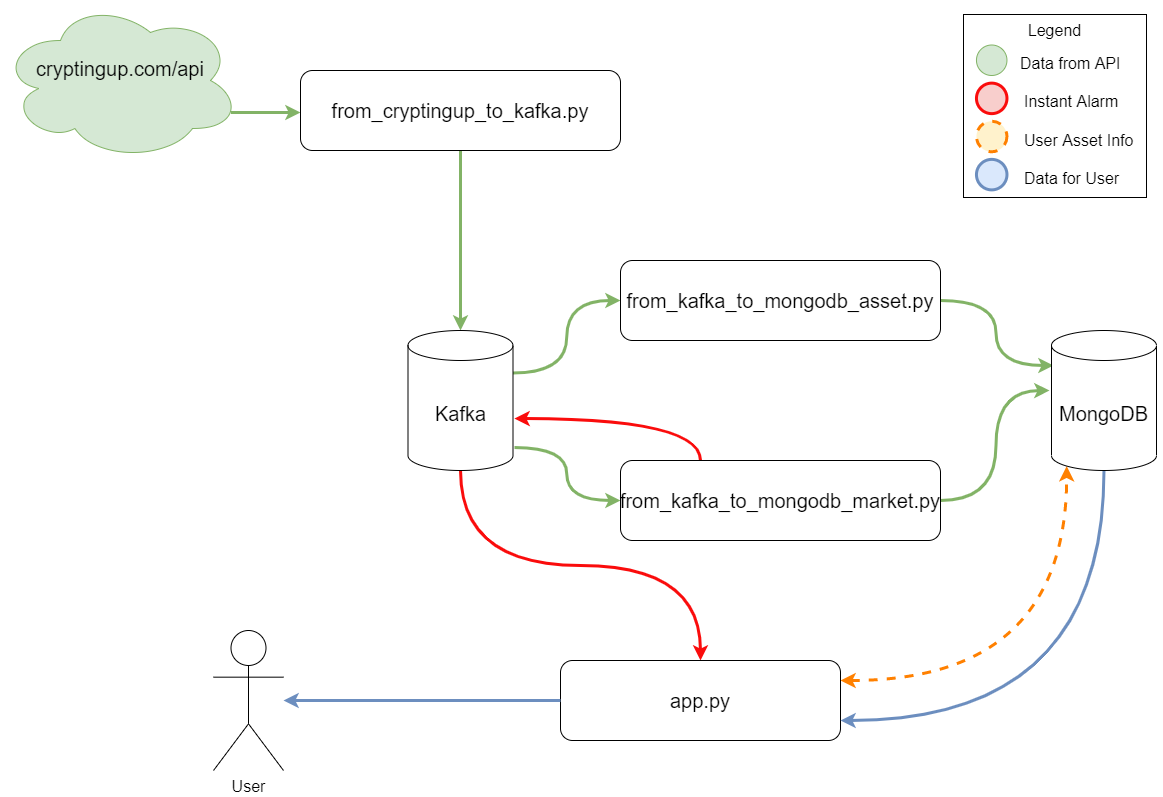 cryptingup.com/api
from_cryptingup_to_kafka.py
Legend
Data from API
Instant Alarm
User Asset Info
Data for User
from_kafka_to_mongodb_asset.py
Kafka
MongoDB
from_kafka_to_mongodb_market.py
app.py
User